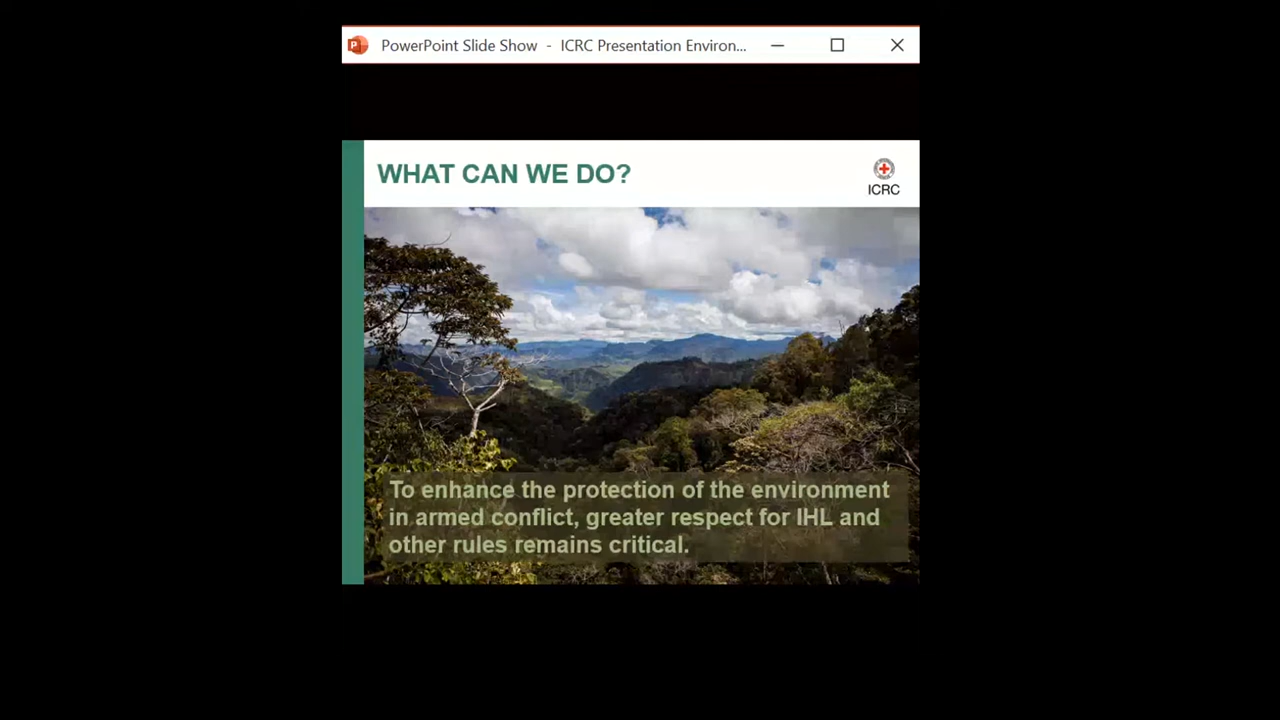 PowerPoint Slide Show - ICRC Presentation Environ...
WHAT CAN WE DO?
ICRC
To enhance the protection of the environment
in armed conflict, greater respect for IHL and
other rules remains critical.